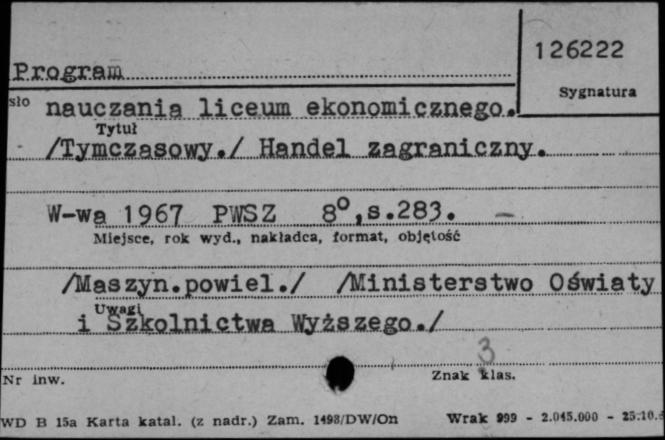 126222
Program
Sygnatura
sło
nauczania liceum ekonomicznego.
Tytuł
/Tymczasowy./ Handel zagraniczny.
W-wa 1967 PWSZ 8°,s.283. –
Miejsce, rok wyd., nakładca, format, objętość
/Maszyn.powiel./ /Ministerstwo Oświaty
Uwagi
i Szkolnictwa Wyższego./
3
Nr inw.
Znak klas.
WD B 15a Karta katal. (z nadr.) Zam. 1498/DW/On
Wrak 999 - 2.045.000 - 25.10.